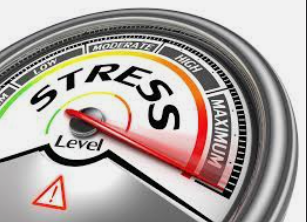 LOW
MODERATE
HIGH
MAXIMUM
STRESS
Level